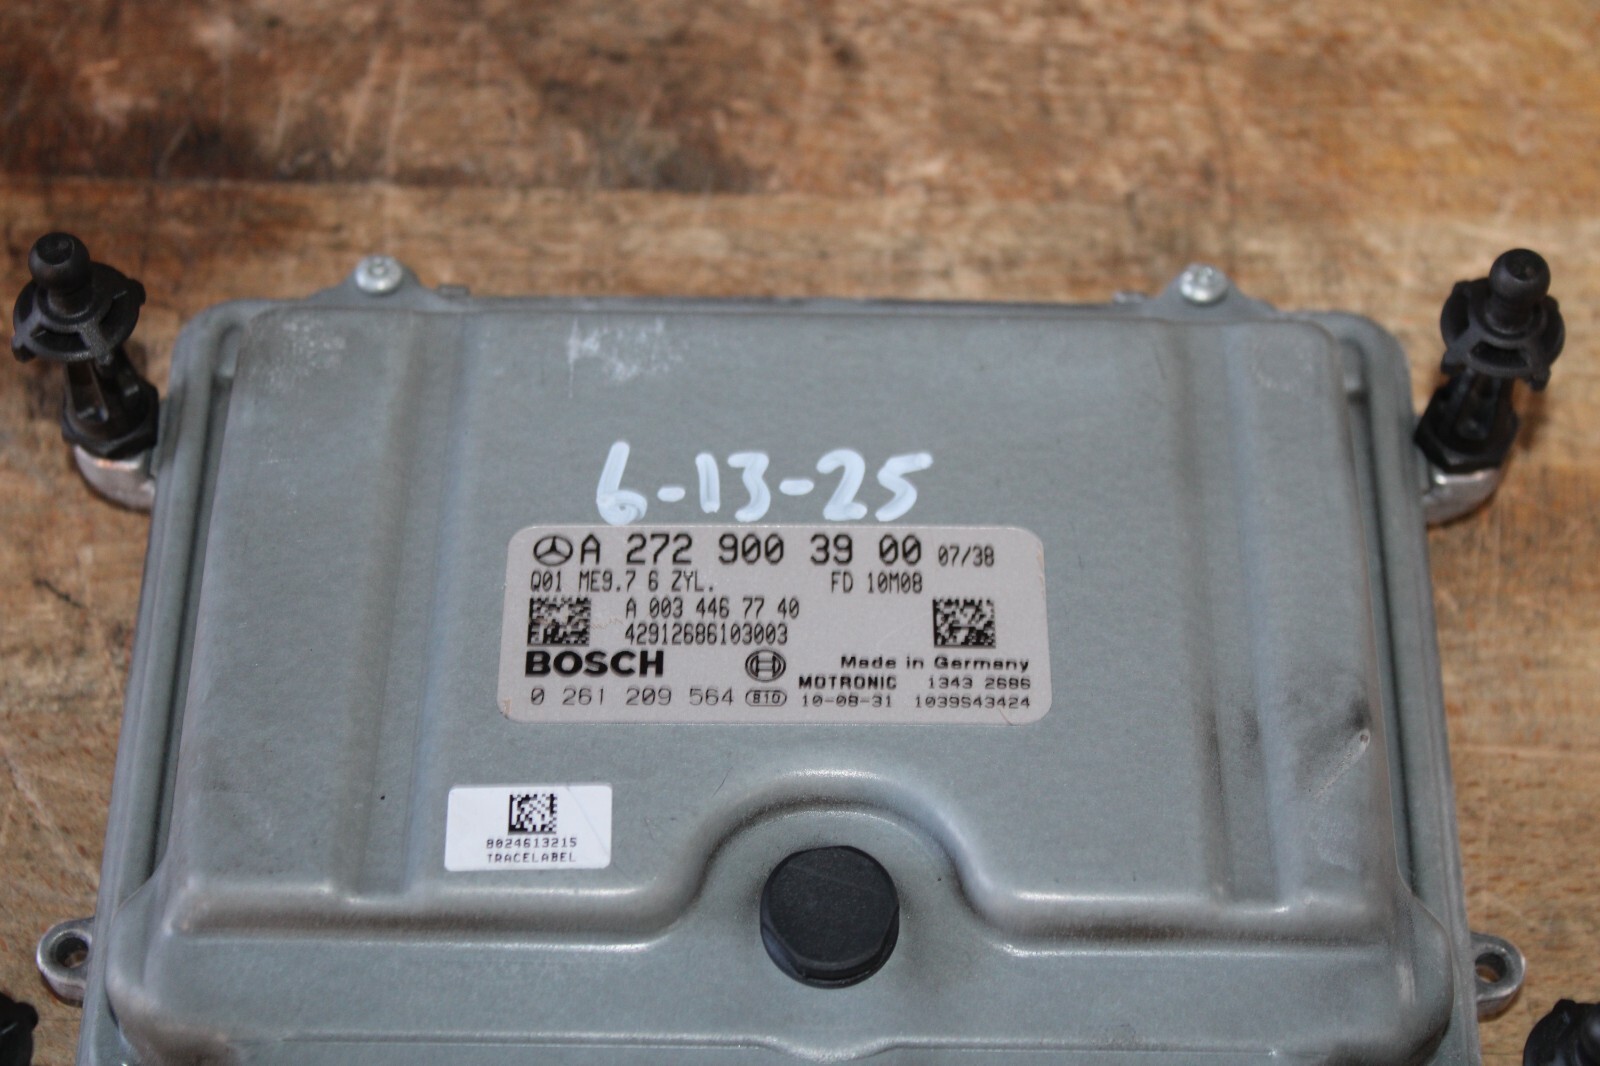 6-13-25
A 272 900 39 00 07/38
Q01 ME9.7 6 ZYL. FD 10M08
A 003 446 77 40
42912686103003
BOSCH Made in Germany
MOTRONIC 1343 2686
0 261 209 564 B10 10-08-31 1039S43424
8024613215
TRACELABEL